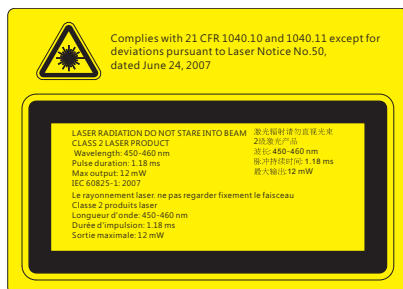 Complies with 21 CFR 1040.10 and 1040.11 except for
deviations pursuant to Laser Notice No.50,
dated June 24, 2007
LASER RADIATION DO NOT STARE INTO BEAM
CLASS 2 LASER PRODUCT
Wavelength: 450-460 nm
Pulse duration: 1.18 ms
Max output: 12 mW
IEC 60825-1: 2007
激光辐射请勿直视光束
2级激光产品
波长: 450-460 nm
脉冲持续时间: 1.18 ms
最大输出: 12 mW
Le rayonnement laser. ne pas regarder fixement le faisceau
Classe 2 produits laser
Longueur d'onde: 450-460 nm
Durée d'impulsion: 1.18 ms
Sortie maximale: 12 mW